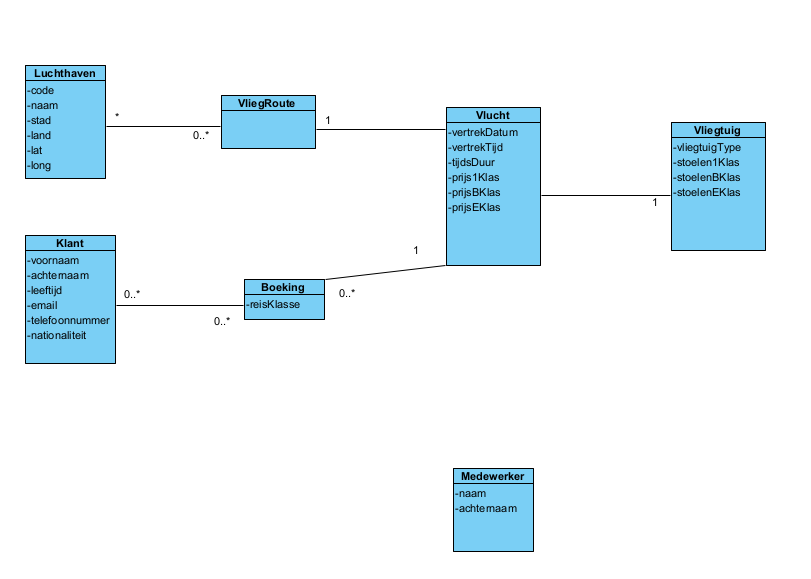 Luchthaven
-code
-naam
-stad
-land
-lat
-long
*
0..*
VliegRoute
1
Vlucht
-vertrekDatum
-vertrekTijd
-tijdsDuur
-prijs1Klas
-prijsBKlas
-prijsEKlas
1
Vliegtuig
-vliegtuigType
-stoelen1Klas
-stoelenBKlas
-stoelenEKlas
Klant
-voornaam
-achternaam
-leeftijd
-email
-telefoonnummer
-nationaliteit
0..*
0..*
Boeking
-reisKlasse
1
0..*
Medewerker
-naam
-achternaam